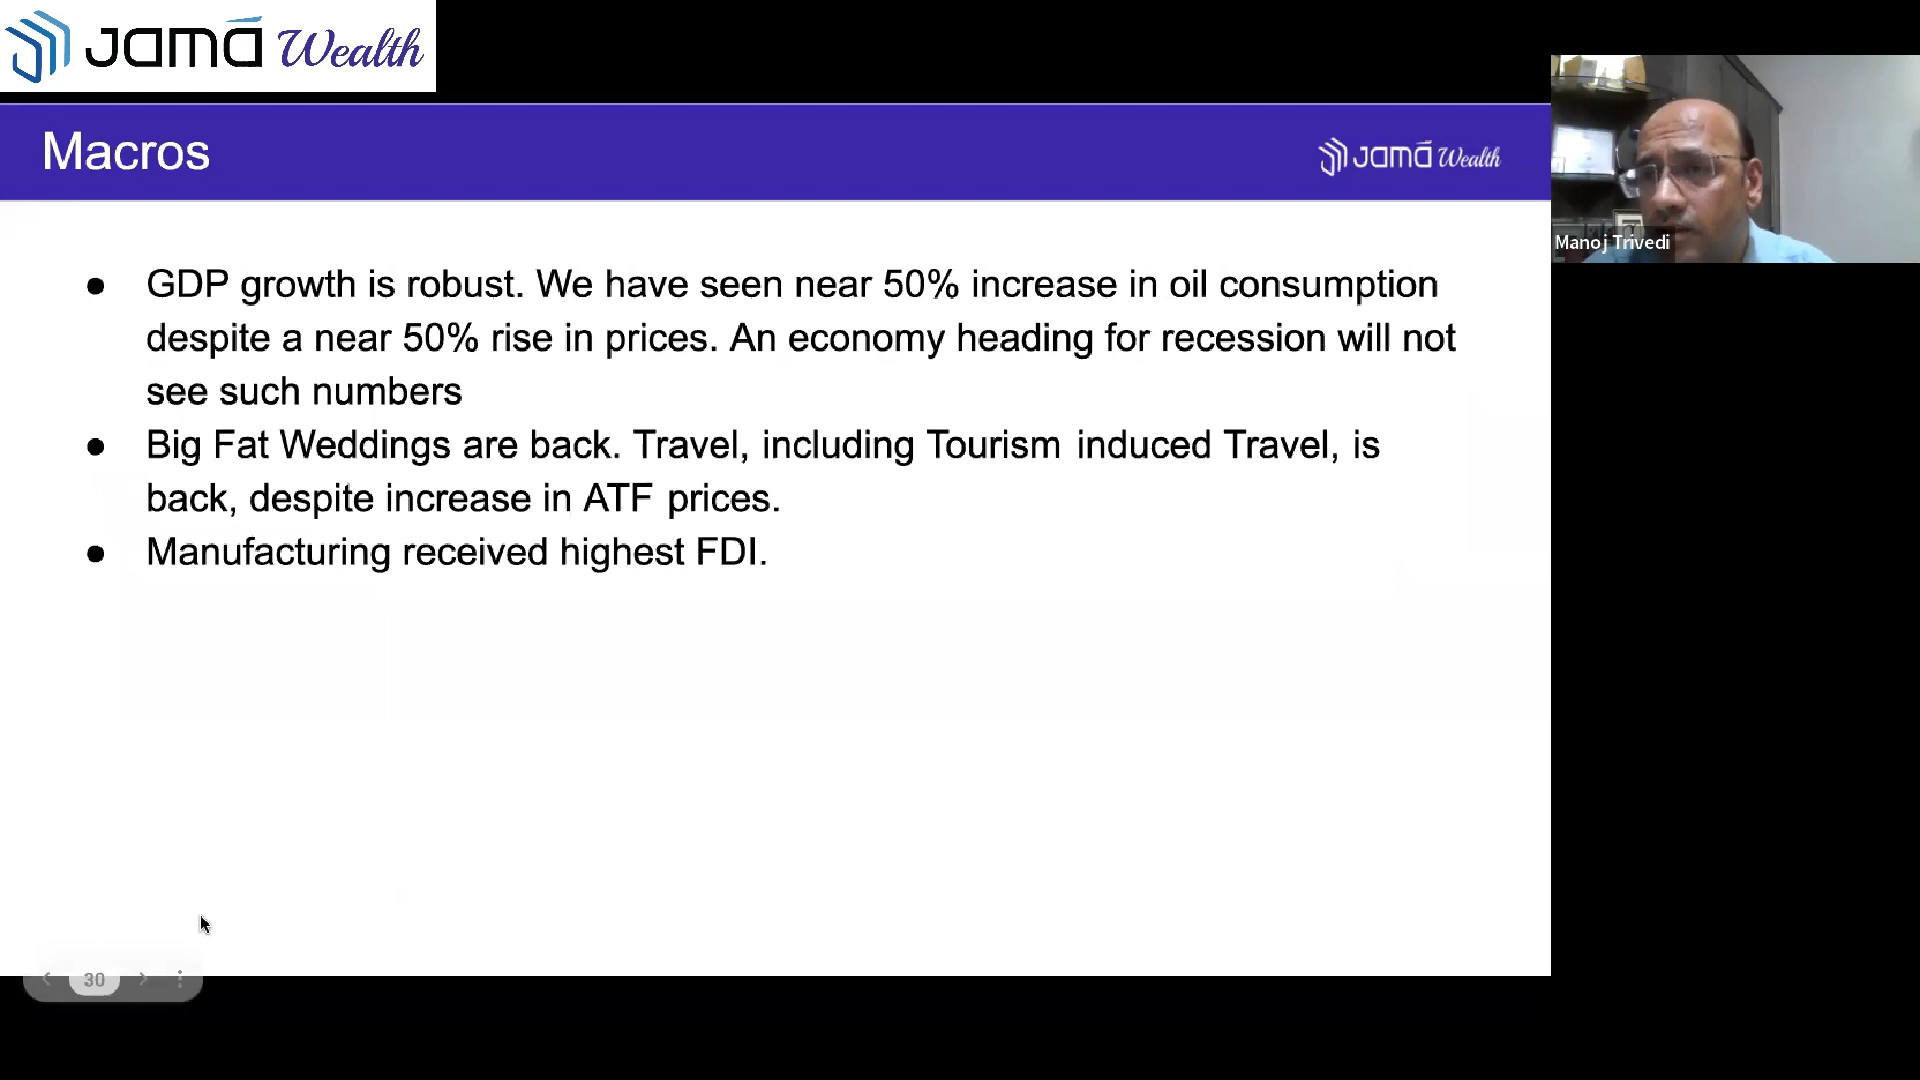 Jamā Wealth
Macros
Jamā Wealth
● GDP growth is robust. We have seen near 50% increase in oil consumption
despite a near 50% rise in prices. An economy heading for recession will not
see such numbers
● Big Fat Weddings are back. Travel, including Tourism induced Travel, is
back, despite increase in ATF prices.
● Manufacturing received highest FDI.
Manoj Trivedi
30